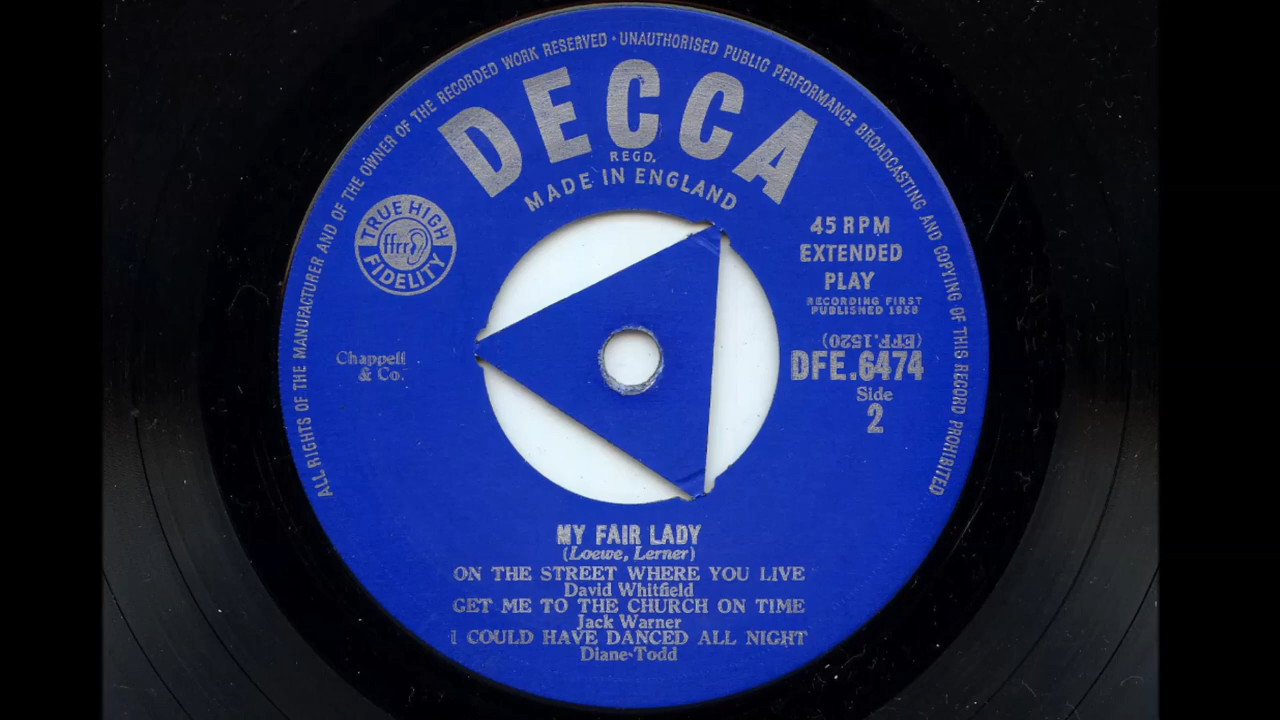 ALL RIGHTS OF THE MANUFACTURER AND OF THE OWNER OF THE RECORDED WORK RESERVED · UNAUTHORISED PUBLIC PERFORMANCE BROADCASTING AND COPYING OF THIS RECORD PROHIBITED
DECCA
REGD.
MADE IN ENGLAND
TRUE HIGH
ffrr
FIDELITY
45 RPM
EXTENDED
PLAY
RECORDING FIRST
PUBLISHED 1958
Chappell
& Co.
(EFF.1520)
DFE.6474
Side
2
MY FAIR LADY
(Loewe, Lerner)
ON THE STREET WHERE YOU LIVE
David Whitfield
GET ME TO THE CHURCH ON TIME
Jack Warner
I COULD HAVE DANCED ALL NIGHT
Diane Todd